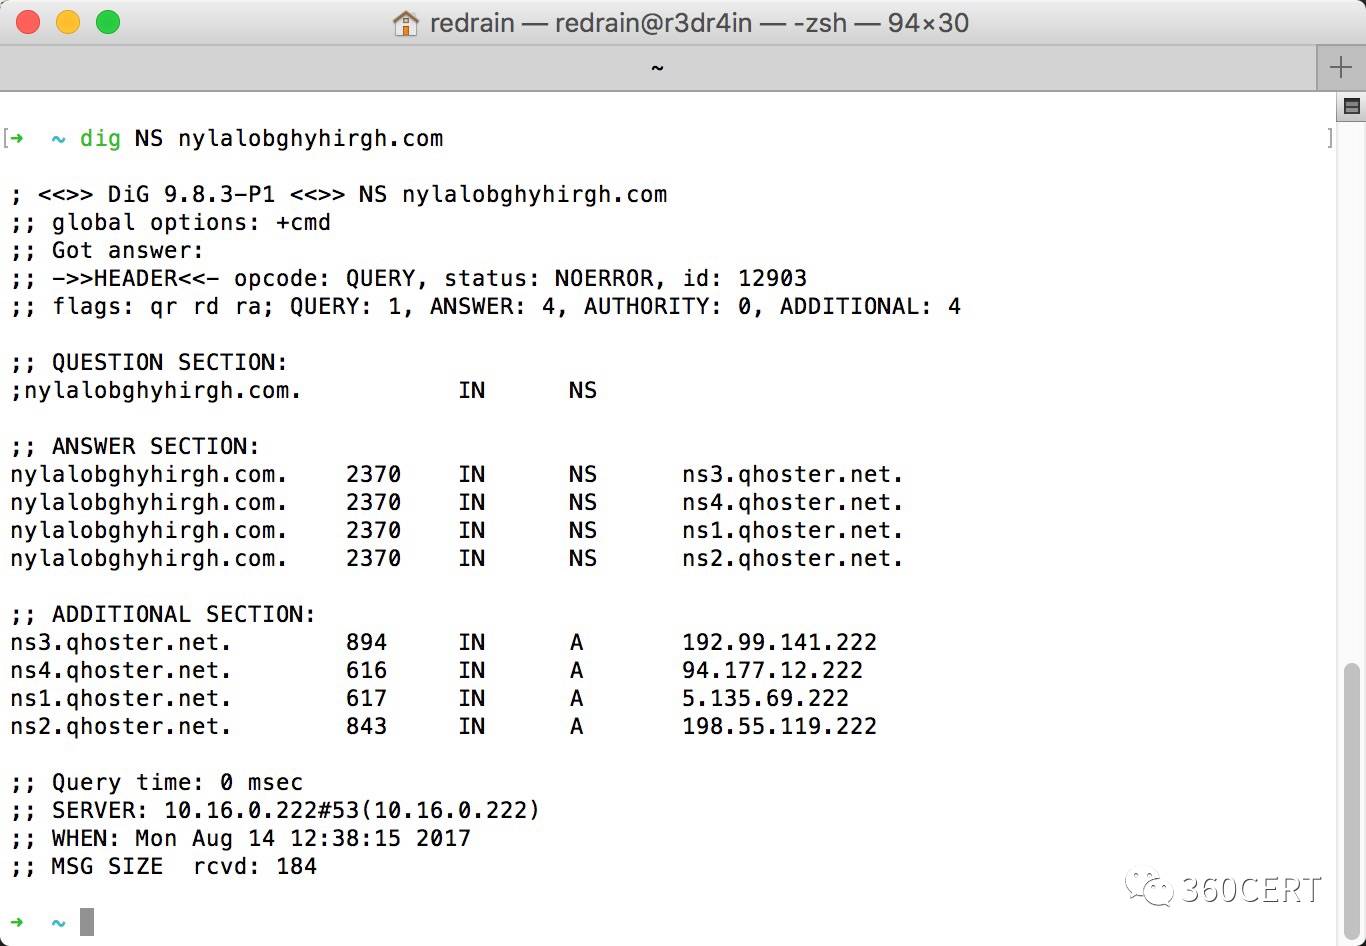 redrain — redrain@r3dr4in — -zsh — 94×30
~
[➜  ~ dig NS nylalobghyhirgh.com ]
; <<>> DiG 9.8.3-P1 <<>> NS nylalobghyhirgh.com
;; global options: +cmd
;; Got answer:
;; ->>HEADER<<- opcode: QUERY, status: NOERROR, id: 12903
;; flags: qr rd ra; QUERY: 1, ANSWER: 4, AUTHORITY: 0, ADDITIONAL: 4
;; QUESTION SECTION:
;nylalobghyhirgh.com. IN NS
;; ANSWER SECTION:
nylalobghyhirgh.com. 2370 IN NS ns3.qhoster.net.
nylalobghyhirgh.com. 2370 IN NS ns4.qhoster.net.
nylalobghyhirgh.com. 2370 IN NS ns1.qhoster.net.
nylalobghyhirgh.com. 2370 IN NS ns2.qhoster.net.
;; ADDITIONAL SECTION:
ns3.qhoster.net. 894 IN A 192.99.141.222
ns4.qhoster.net. 616 IN A 94.177.12.222
ns1.qhoster.net. 617 IN A 5.135.69.222
ns2.qhoster.net. 843 IN A 198.55.119.222
;; Query time: 0 msec
;; SERVER: 10.16.0.222#53(10.16.0.222)
;; WHEN: Mon Aug 14 12:38:15 2017
;; MSG SIZE  rcvd: 184
➜  ~
360CERT